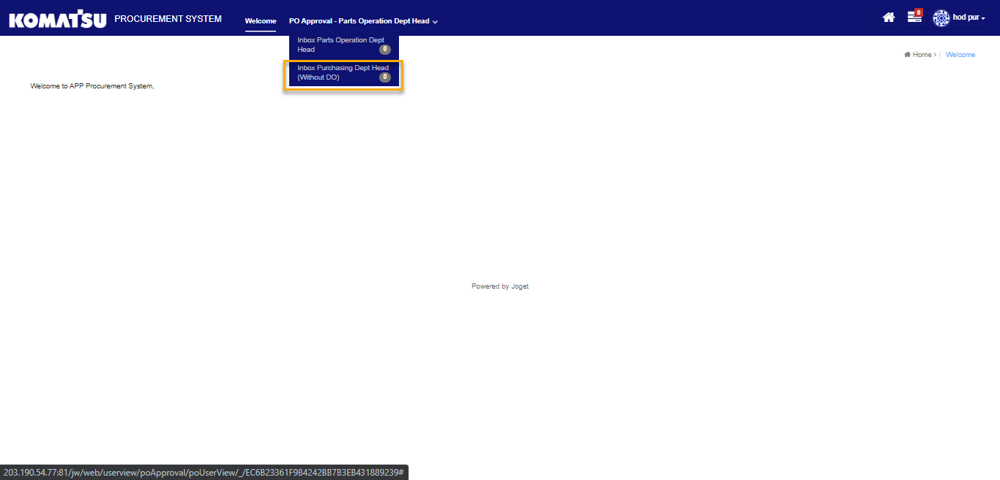 KOMATSU PROCUREMENT SYSTEM Welcome PO Approval - Parts Operation Dept Head 0 hod pur
Inbox Parts Operation Dept
Head 0
Inbox Purchasing Dept Head
(Without DO) 0
Home > / Welcome
Welcome to APP Procurement System,
Powered by Joget
203.190.54.77:81/jw/web/userview/poApproval/poUserView/_/EC6B23361F9B4242BB7B3EB431889239#